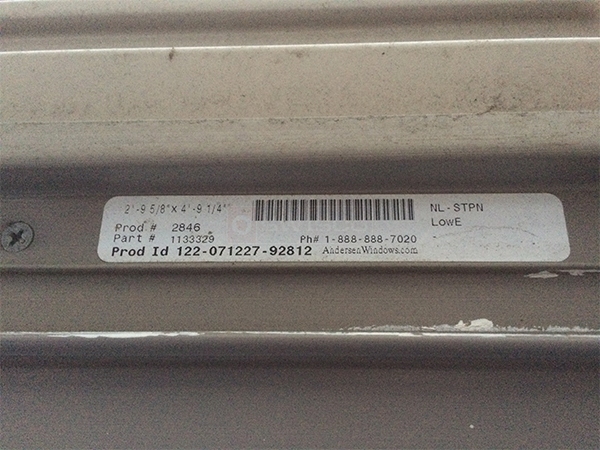 2'-9 5/8"× 4'-9 1/4"
NL-STPN
LowE
Prod # 2846
Part # 1133329
Ph# 1-888-888-7020
Prod Id 122-071227-92812
AndersenWindows.com